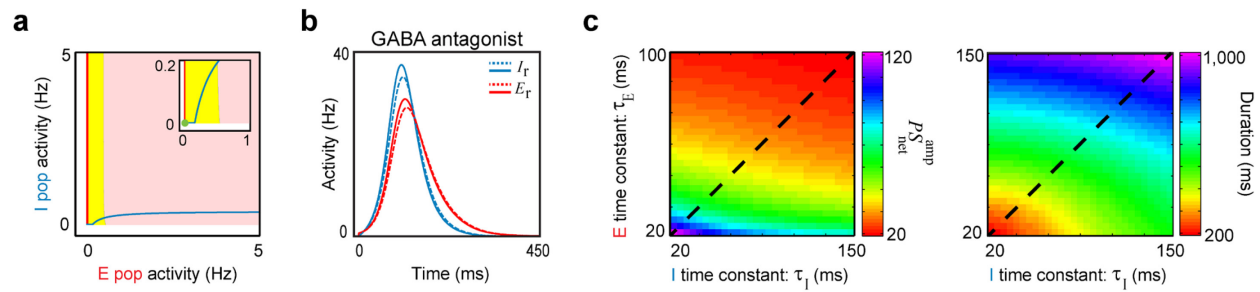 a
5
I pop activity (Hz)
0
0
5
E pop activity (Hz)
0.2
0
0
1
b
GABA antagonist
40
Activity (Hz)
0
0
450
Time (ms)
I_r
E_r
c
100
E time constant: τ_E (ms)
20
20
150
I time constant: τ_I (ms)
120
PS_net^amp
20
150
20
20
150
I time constant: τ_I (ms)
1,000
Duration (ms)
200